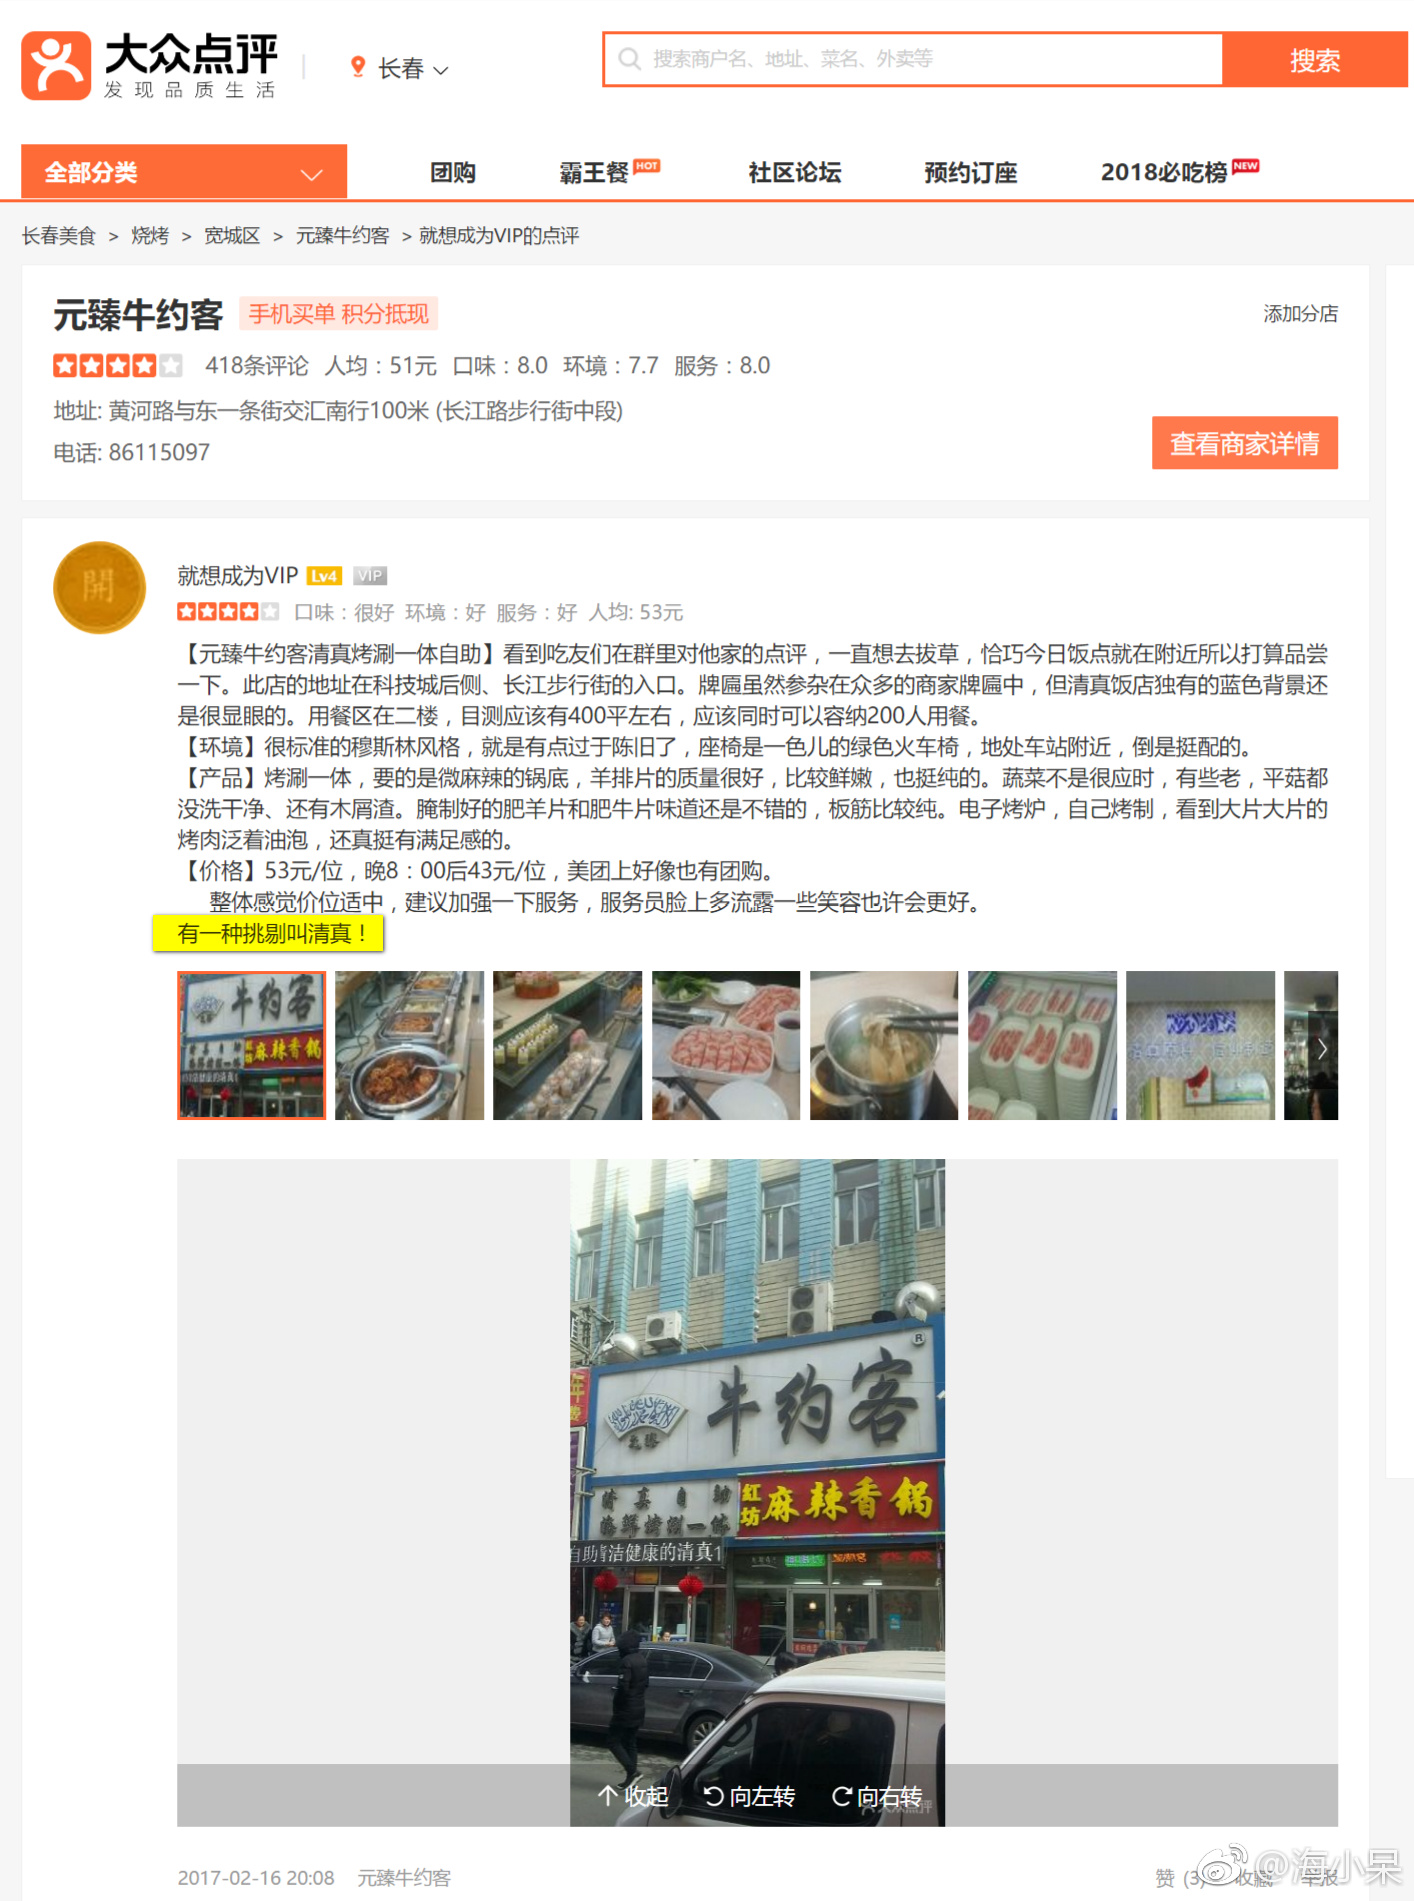 大众点评
发现品质生活
长春
搜索商户名、地址、菜名、外卖等
搜索
全部分类
团购
霸王餐
HOT
社区论坛
预约订座
2018必吃榜
NEW
长春美食 > 烧烤 > 宽城区 > 元臻牛约客 > 就想成为VIP的点评
元臻牛约客 手机买单 积分抵现
添加分店
418条评论 人均：51元 口味：8.0 环境：7.7 服务：8.0
地址: 黄河路与东一条街交汇南行100米 (长江路步行街中段)
电话: 86115097
查看商家详情
開
就想成为VIP Lv4 VIP
口味：很好 环境：好 服务：好 人均: 53元
【元臻牛约客清真烤涮一体自助】看到吃友们在群里对他家的点评，一直想去拔草，恰巧今日饭点就在附近所以打算品尝
一下。此店的地址在科技城后侧、长江步行街的入口。牌匾虽然参杂在众多的商家牌匾中，但清真饭店独有的蓝色背景还
是很显眼的。用餐区在二楼，目测应该有400平左右，应该同时可以容纳200人用餐。
【环境】很标准的穆斯林风格，就是有点过于陈旧了，座椅是一色儿的绿色火车椅，地处车站附近，倒是挺配的。
【产品】烤涮一体，要的是微麻辣的锅底，羊排片的质量很好，比较鲜嫩，也挺纯的。蔬菜不是很应时，有些老，平菇都
没洗干净、还有木屑渣。腌制好的肥羊片和肥牛片味道还是不错的，板筋比较纯。电子烤炉，自己烤制，看到大片大片的
烤肉泛着油泡，还真挺有满足感的。
【价格】53元/位，晚8：00后43元/位，美团上好像也有团购。
整体感觉价位适中，建议加强一下服务，服务员脸上多流露一些笑容也许会更好。
有一种挑剔叫清真！
牛约客
麻辣香锅
®
牛约客
元臻
清真自助
海鲜烤涮一体
红坊
麻辣香锅
自助清洁健康的清真1
收起
向左转
向右转
大众点评
2017-02-16 20:08 元臻牛约客
赞 (3)
收藏
举报
@海小呆